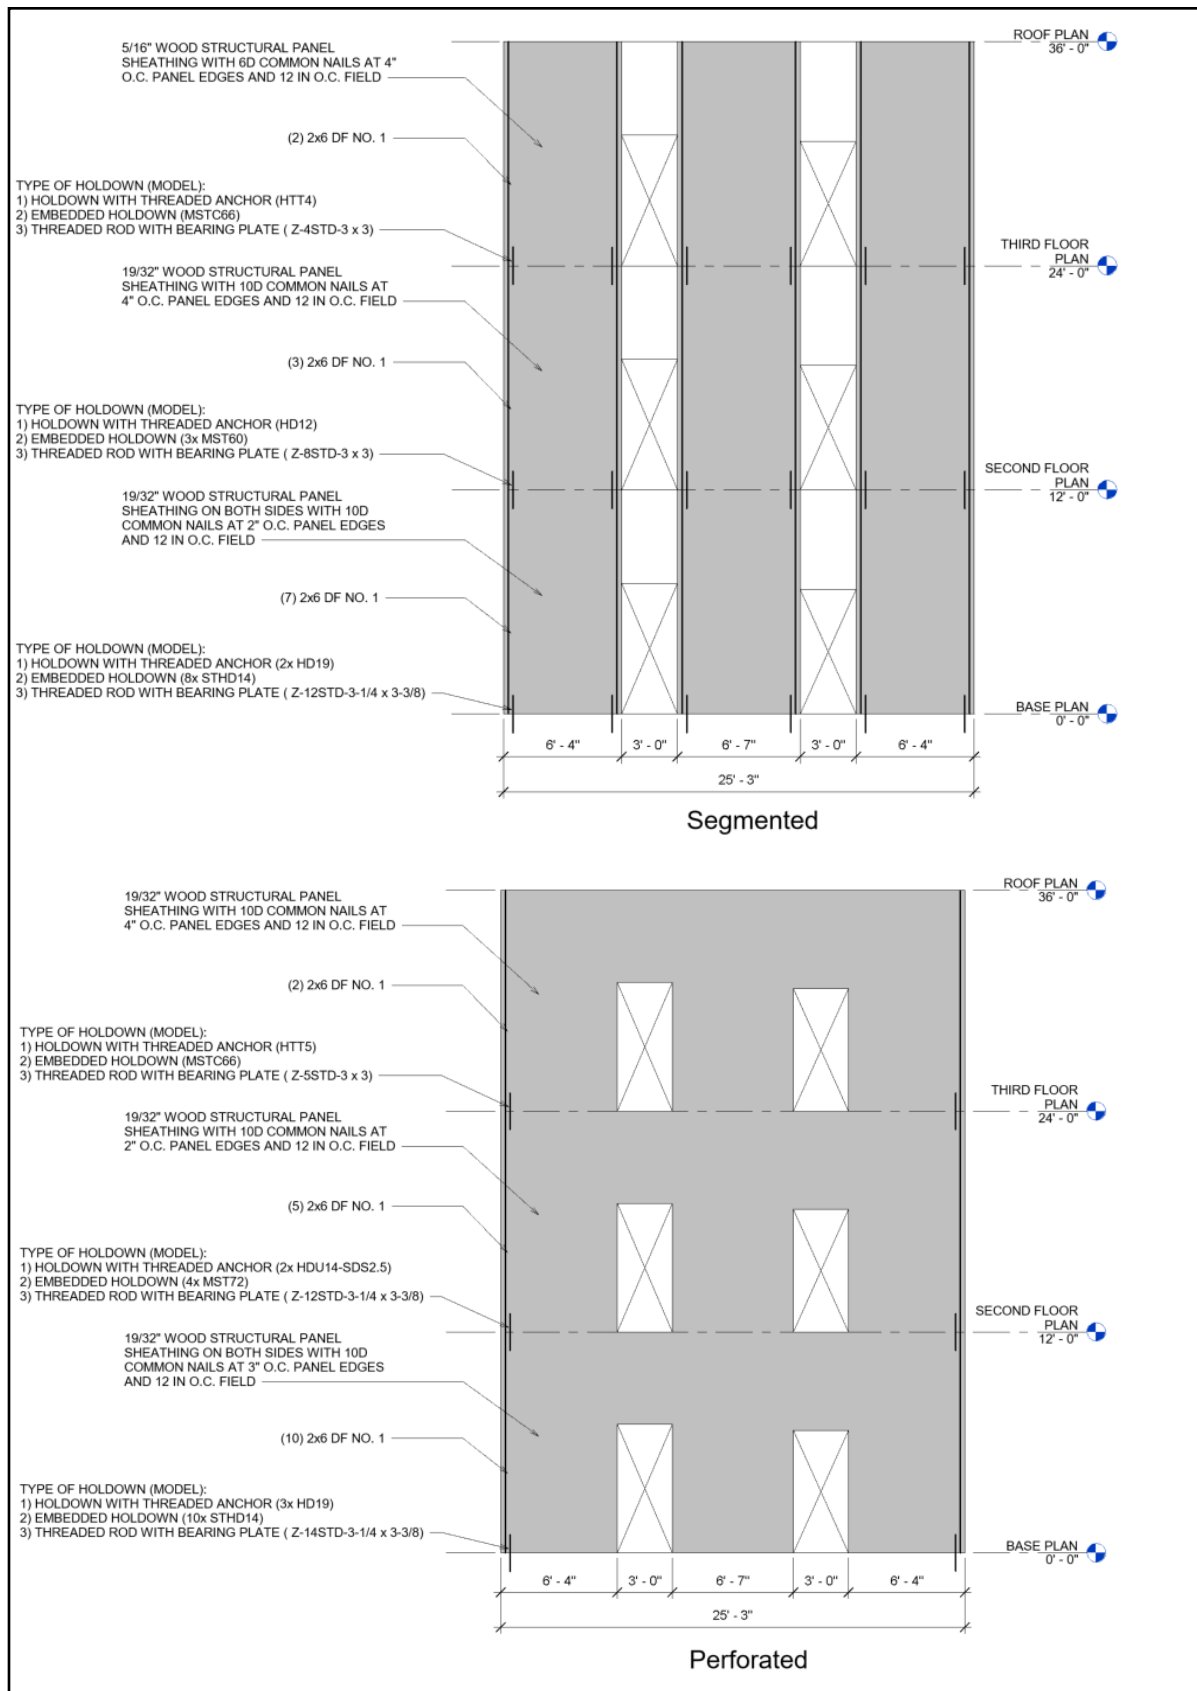 5/16" WOOD STRUCTURAL PANEL
SHEATHING WITH 6D COMMON NAILS AT 4"
O.C. PANEL EDGES AND 12 IN O.C. FIELD
(2) 2x6 DF NO. 1
TYPE OF HOLDOWN (MODEL):
1) HOLDOWN WITH THREADED ANCHOR (HTT4)
2) EMBEDDED HOLDOWN (MSTC66)
3) THREADED ROD WITH BEARING PLATE ( Z-4STD-3 x 3)
19/32" WOOD STRUCTURAL PANEL
SHEATHING WITH 10D COMMON NAILS AT
4" O.C. PANEL EDGES AND 12 IN O.C. FIELD
(3) 2x6 DF NO. 1
TYPE OF HOLDOWN (MODEL):
1) HOLDOWN WITH THREADED ANCHOR (HD12)
2) EMBEDDED HOLDOWN (3x MST60)
3) THREADED ROD WITH BEARING PLATE ( Z-8STD-3 x 3)
19/32" WOOD STRUCTURAL PANEL
SHEATHING ON BOTH SIDES WITH 10D
COMMON NAILS AT 2" O.C. PANEL EDGES
AND 12 IN O.C. FIELD
(7) 2x6 DF NO. 1
TYPE OF HOLDOWN (MODEL):
1) HOLDOWN WITH THREADED ANCHOR (2x HD19)
2) EMBEDDED HOLDOWN (8x STHD14)
3) THREADED ROD WITH BEARING PLATE ( Z-12STD-3-1/4 x 3-3/8)
ROOF PLAN
36' - 0"
THIRD FLOOR
PLAN
24' - 0"
SECOND FLOOR
PLAN
12' - 0"
BASE PLAN
0' - 0"
6' - 4" 3' - 0" 6' - 7" 3' - 0" 6' - 4"
25' - 3"
Segmented
19/32" WOOD STRUCTURAL PANEL
SHEATHING WITH 10D COMMON NAILS AT
4" O.C. PANEL EDGES AND 12 IN O.C. FIELD
(2) 2x6 DF NO. 1
TYPE OF HOLDOWN (MODEL):
1) HOLDOWN WITH THREADED ANCHOR (HTT5)
2) EMBEDDED HOLDOWN (MSTC66)
3) THREADED ROD WITH BEARING PLATE ( Z-5STD-3 x 3)
19/32" WOOD STRUCTURAL PANEL
SHEATHING WITH 10D COMMON NAILS AT
2" O.C. PANEL EDGES AND 12 IN O.C. FIELD
(5) 2x6 DF NO. 1
TYPE OF HOLDOWN (MODEL):
1) HOLDOWN WITH THREADED ANCHOR (2x HDU14-SDS2.5)
2) EMBEDDED HOLDOWN (4x MST72)
3) THREADED ROD WITH BEARING PLATE ( Z-12STD-3-1/4 x 3-3/8)
19/32" WOOD STRUCTURAL PANEL
SHEATHING ON BOTH SIDES WITH 10D
COMMON NAILS AT 3" O.C. PANEL EDGES
AND 12 IN O.C. FIELD
(10) 2x6 DF NO. 1
TYPE OF HOLDOWN (MODEL):
1) HOLDOWN WITH THREADED ANCHOR (3x HD19)
2) EMBEDDED HOLDOWN (10x STHD14)
3) THREADED ROD WITH BEARING PLATE ( Z-14STD-3-1/4 x 3-3/8)
ROOF PLAN
36' - 0"
THIRD FLOOR
PLAN
24' - 0"
SECOND FLOOR
PLAN
12' - 0"
BASE PLAN
0' - 0"
6' - 4" 3' - 0" 6' - 7" 3' - 0" 6' - 4"
25' - 3"
Perforated